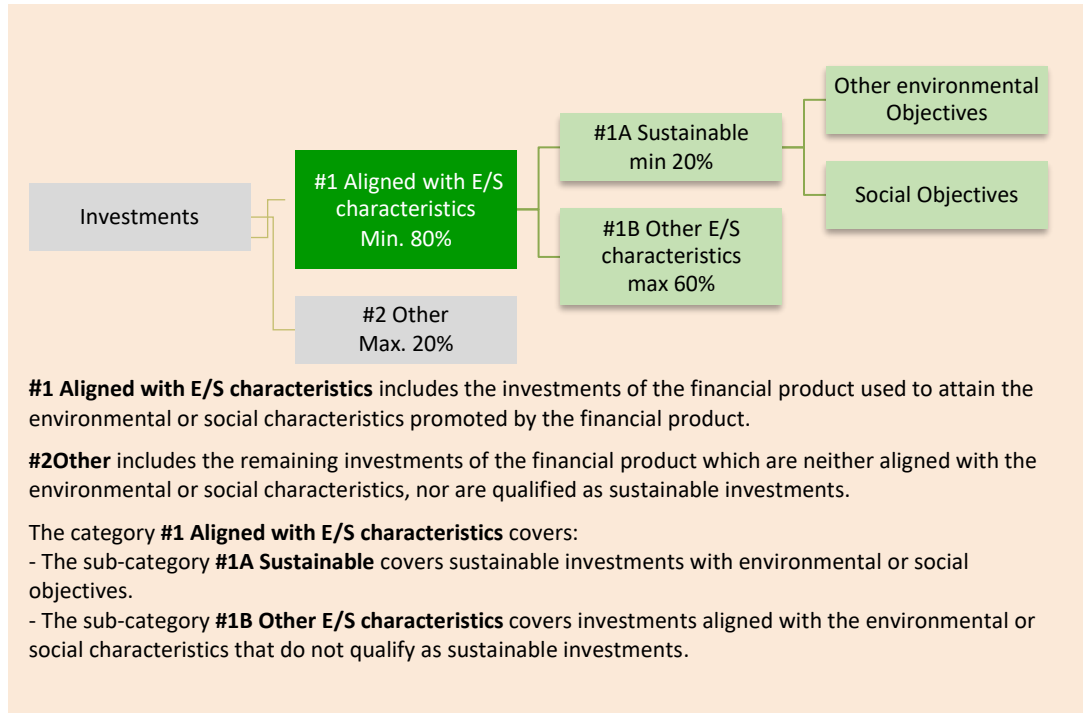 Investments
#1 Aligned with E/S
characteristics
Min. 80%
#2 Other
Max. 20%
#1A Sustainable
min 20%
#1B Other E/S
characteristics
max 60%
Other environmental
Objectives
Social Objectives
#1 Aligned with E/S characteristics includes the investments of the financial product used to attain the
environmental or social characteristics promoted by the financial product.
#2Other includes the remaining investments of the financial product which are neither aligned with the
environmental or social characteristics, nor are qualified as sustainable investments.
The category #1 Aligned with E/S characteristics covers:
- The sub-category #1A Sustainable covers sustainable investments with environmental or social
objectives.
- The sub-category #1B Other E/S characteristics covers investments aligned with the environmental or
social characteristics that do not qualify as sustainable investments.